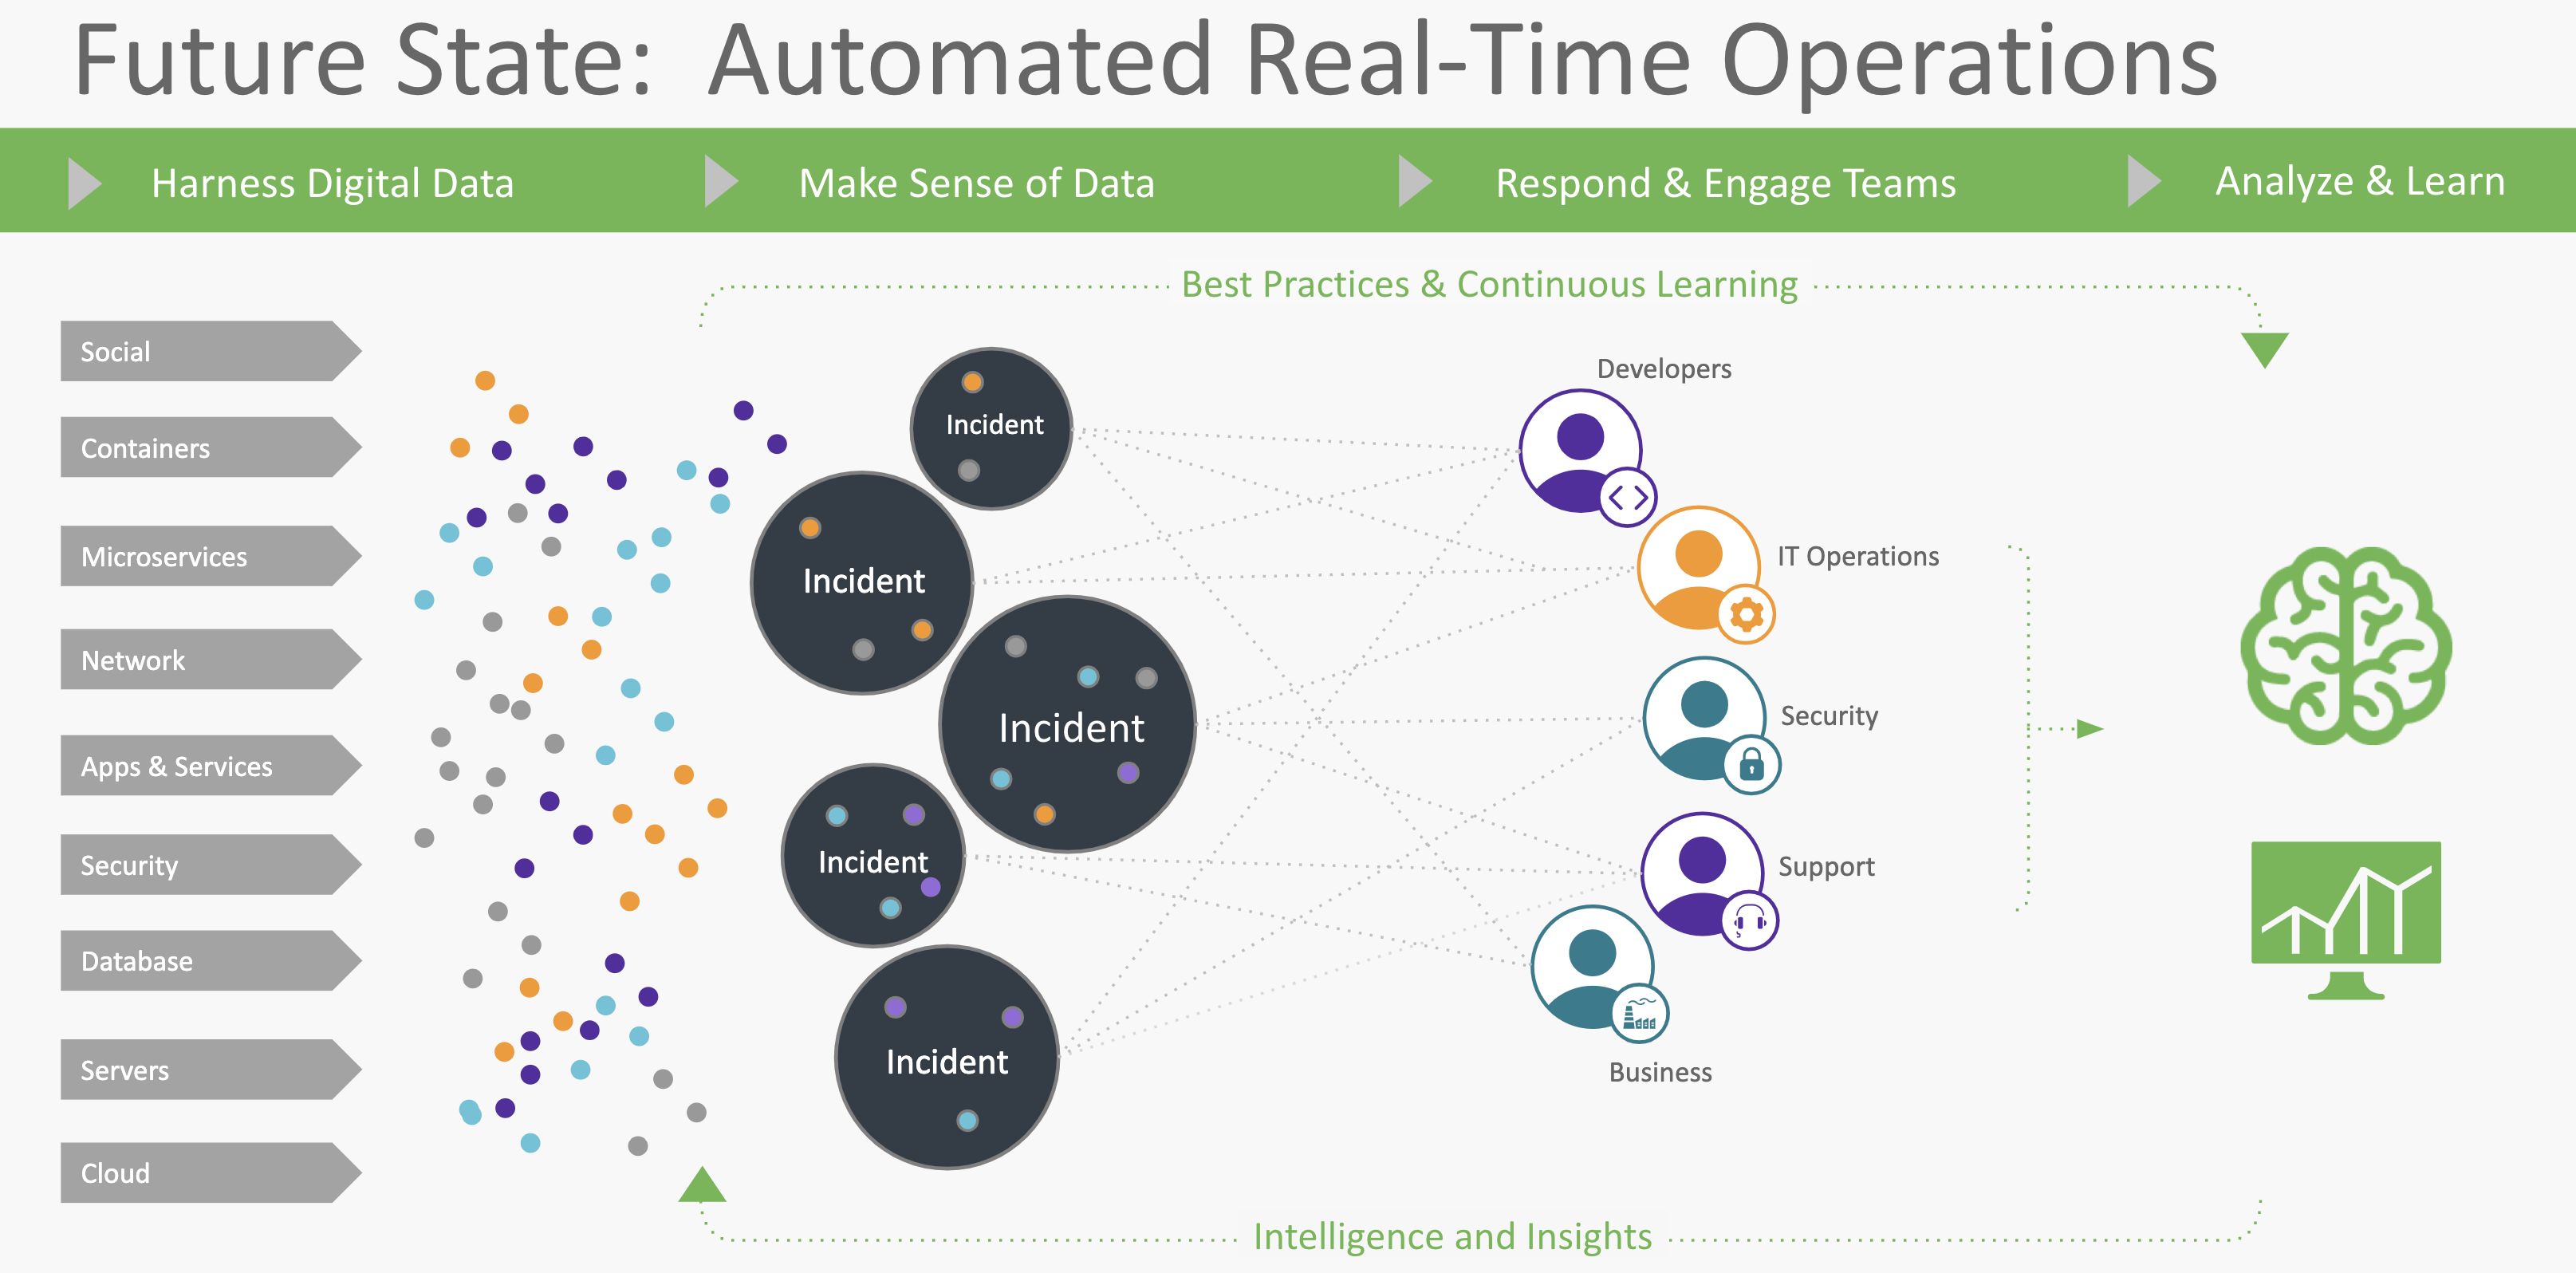 Future State:  Automated Real-Time Operations
Harness Digital Data
Make Sense of Data
Respond & Engage Teams
Analyze & Learn
Best Practices & Continuous Learning
Social
Containers
Microservices
Network
Apps & Services
Security
Database
Servers
Cloud
Incident
Incident
Incident
Incident
Incident
Developers
IT Operations
Security
Support
Business
Intelligence and Insights